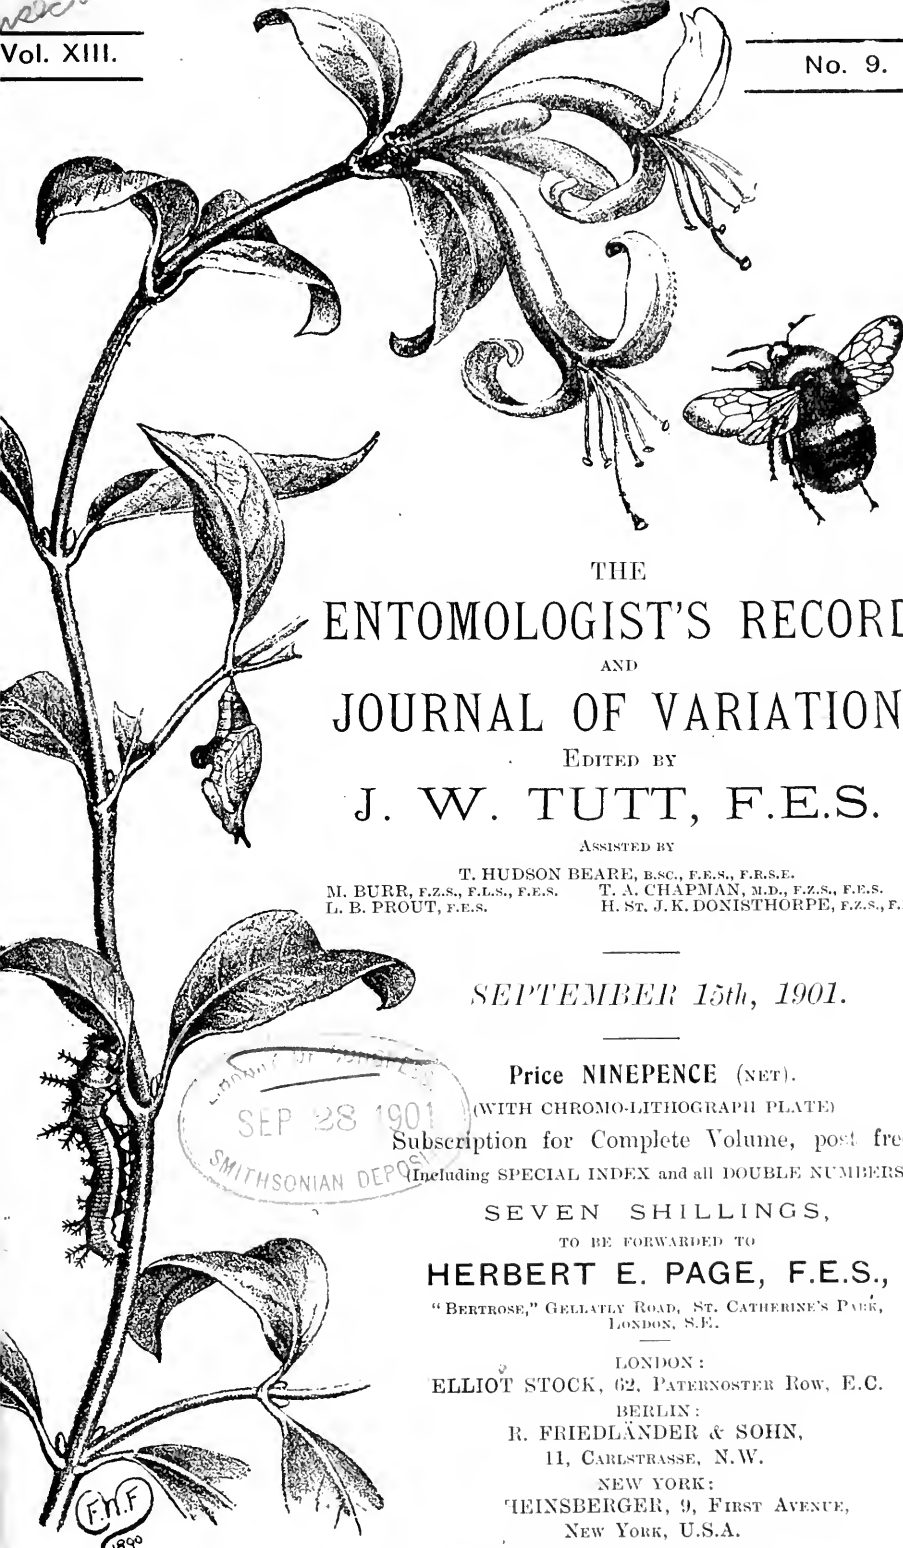 Vol. XIII.
No. 9.
THE
ENTOMOLOGIST'S RECORD
AND
JOURNAL OF VARIATION
EDITED BY
J. W. TUTT, F.E.S.
ASSISTED BY
T. HUDSON BEARE, B.SC., F.E.S., F.R.S.E.
M. BURR, F.Z.S., F.L.S., F.E.S. T. A. CHAPMAN, M.D., F.Z.S., F.E.S.
L. B. PROUT, F.E.S. H. ST. J. K. DONISTHORPE, F.Z.S., F.
SEPTEMBER 15th, 1901.
Price NINEPENCE (NET).
(WITH CHROMO-LITHOGRAPH PLATE)
Subscription for Complete Volume, post fre
(Including SPECIAL INDEX and all DOUBLE NUMBERS
SEVEN SHILLINGS,
TO BE FORWARDED TO
HERBERT E. PAGE, F.E.S.,
"BERTROSE," GELLATLY ROAD, ST. CATHERINE'S PARK,
LONDON, S.E.
LIBRARY OF CONGRESS
SEP 28 1901
SMITHSONIAN DEPOSIT
LONDON:
ELLIOT STOCK, 62, PATERNOSTER ROW, E.C.
BERLIN:
R. FRIEDLÄNDER & SOHN,
11, CARLSTRASSE, N.W.
NEW YORK:
HEINSBERGER, 9, FIRST AVENUE,
NEW YORK, U.S.A.
F.W.F
1890